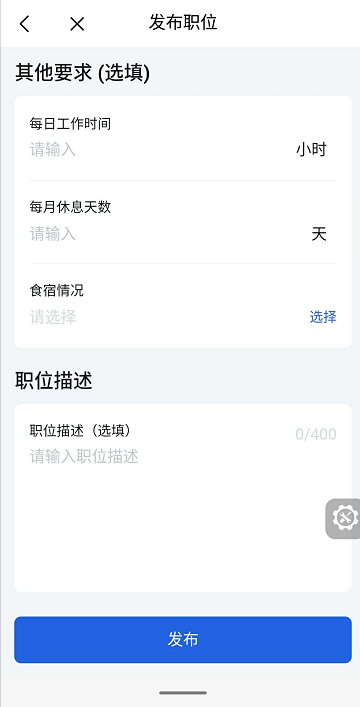 发布职位
其他要求 (选填)
每日工作时间
请输入 小时
每月休息天数
请输入 天
食宿情况
请选择 选择
职位描述
职位描述（选填） 0/400
请输入职位描述
发布